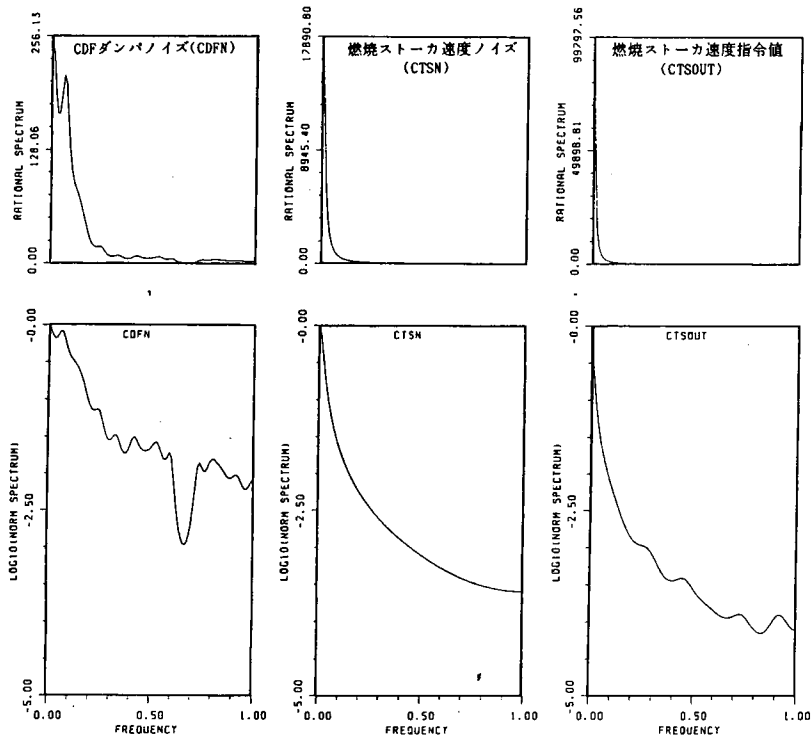 256.13
128.06
0.00
RATIONAL SPECTRUM
CDFダンパノイズ(CDFN)
17890.80
8945.40
0.00
RATIONAL SPECTRUM
燃焼ストーカ速度ノイズ
(CTSN)
99797.56
49898.81
0.00
RATIONAL SPECTRUM
燃焼ストーカ速度指令値
(CTSOUT)
-0.00
-2.50
-5.00
LOG10(NORM SPECTRUM)
CDFN
0.00
0.50
1.00
FREQUENCY
-0.00
-2.50
-5.00
LOG10(NORM SPECTRUM)
CTSN
0.00
0.50
1.00
FREQUENCY
-0.00
-2.50
-5.00
LOG10(NORM SPECTRUM)
CTSOUT
0.00
0.50
1.00
FREQUENCY